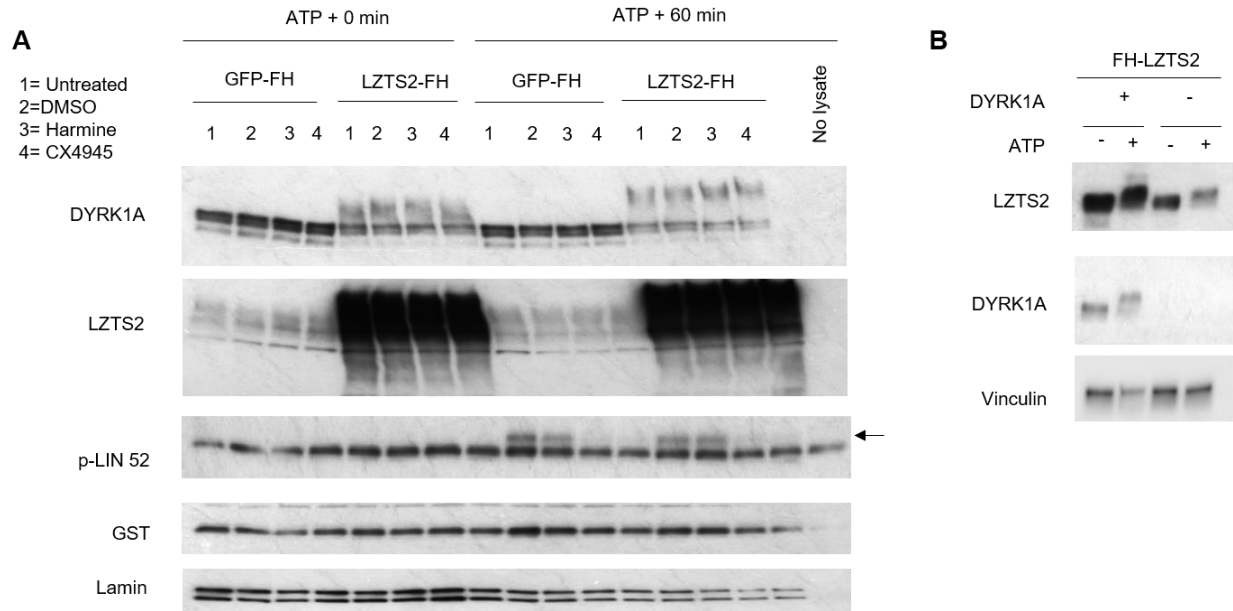 A
ATP + 0 min
ATP + 60 min
1= Untreated
2=DMSO
3= Harmine
4= CX4945
GFP-FH
LZTS2-FH
GFP-FH
LZTS2-FH
No lysate
1 2 3 4 1 2 3 4 1 2 3 4 1 2 3 4
DYRK1A
LZTS2
p-LIN 52
GST
Lamin
B
FH-LZTS2
DYRK1A + -
ATP - + - +
LZTS2
DYRK1A
Vinculin